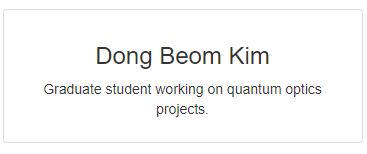 Dong Beom Kim
Graduate student working on quantum optics
projects.